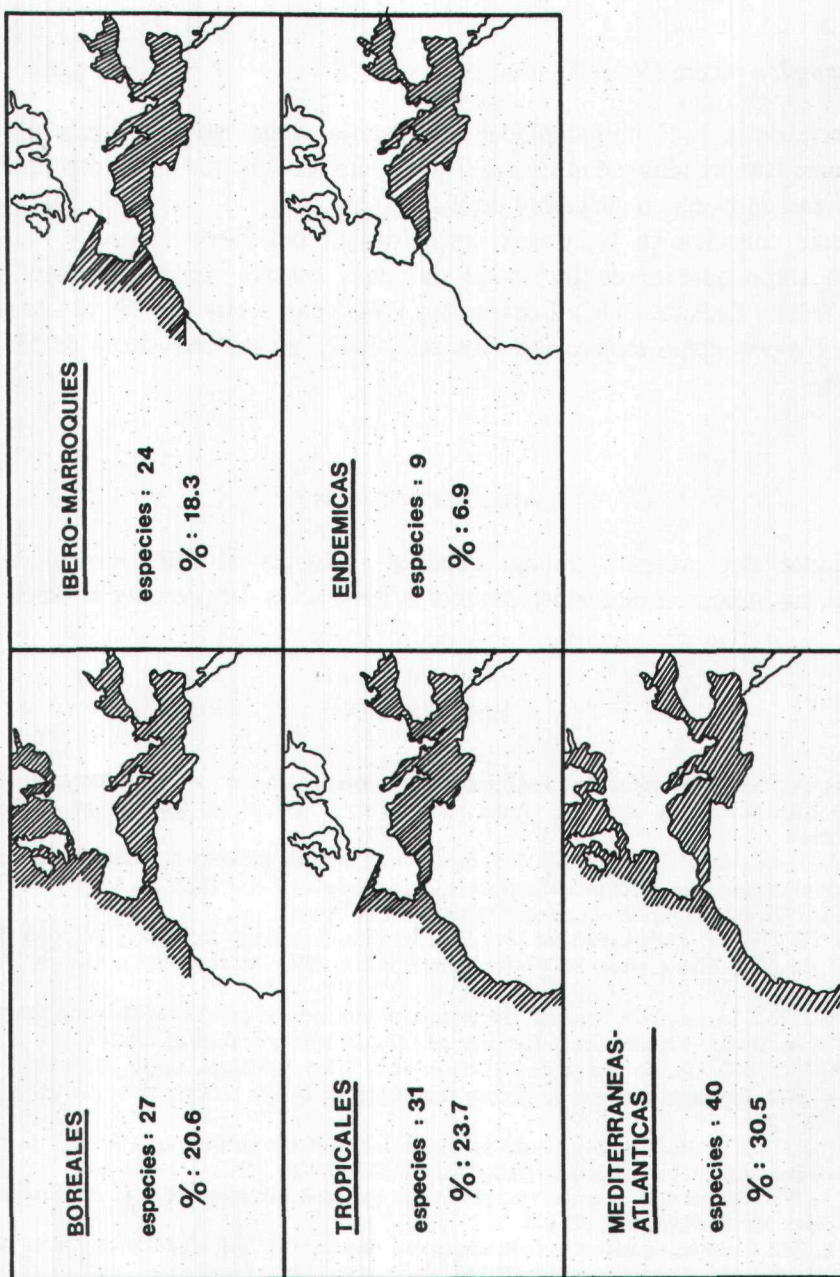 BOREALES
especies : 27
% : 20.6
IBERO-MARROQUIES
especies : 24
% : 18.3
TROPICALES
especies : 31
% : 23.7
ENDEMICAS
especies : 9
% : 6.9
MEDITERRANEAS-
ATLANTICAS
especies : 40
% : 30.5